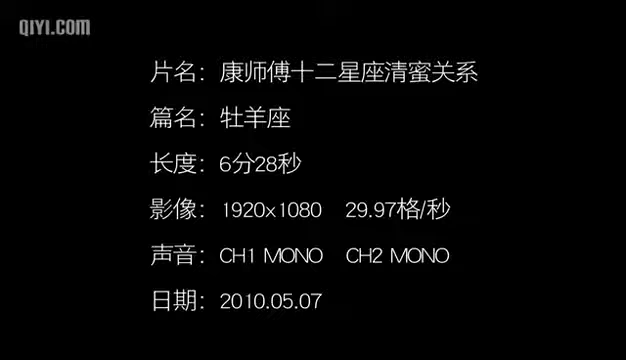 QIYI.COM
片名：康师傅十二星座清蜜关系
篇名：牡羊座
长度：6分28秒
影像：1920x1080 29.97格/秒
声音：CH1 MONO CH2 MONO
日期：2010.05.07